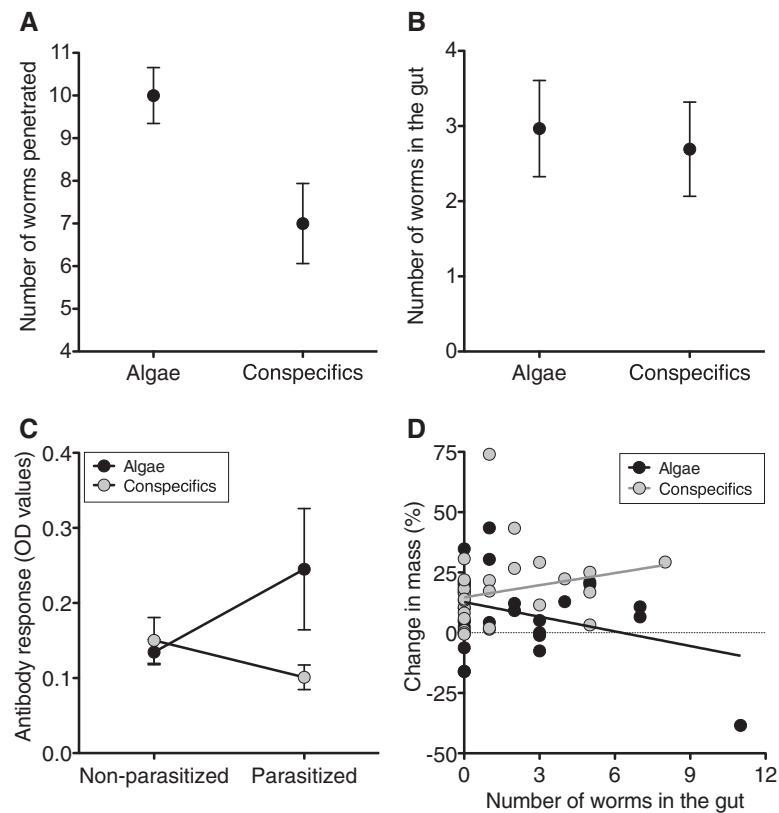 A
Number of worms penetrated
11
10
9
8
7
6
5
4
Algae
Conspecifics
B
Number of worms in the gut
4
3
2
1
0
Algae
Conspecifics
C
Antibody response (OD values)
0.4
0.3
0.2
0.1
0.0
Algae
Conspecifics
Non-parasitized
Parasitized
D
Change in mass (%)
75
50
25
0
-25
-50
Algae
Conspecifics
0
3
6
9
12
Number of worms in the gut